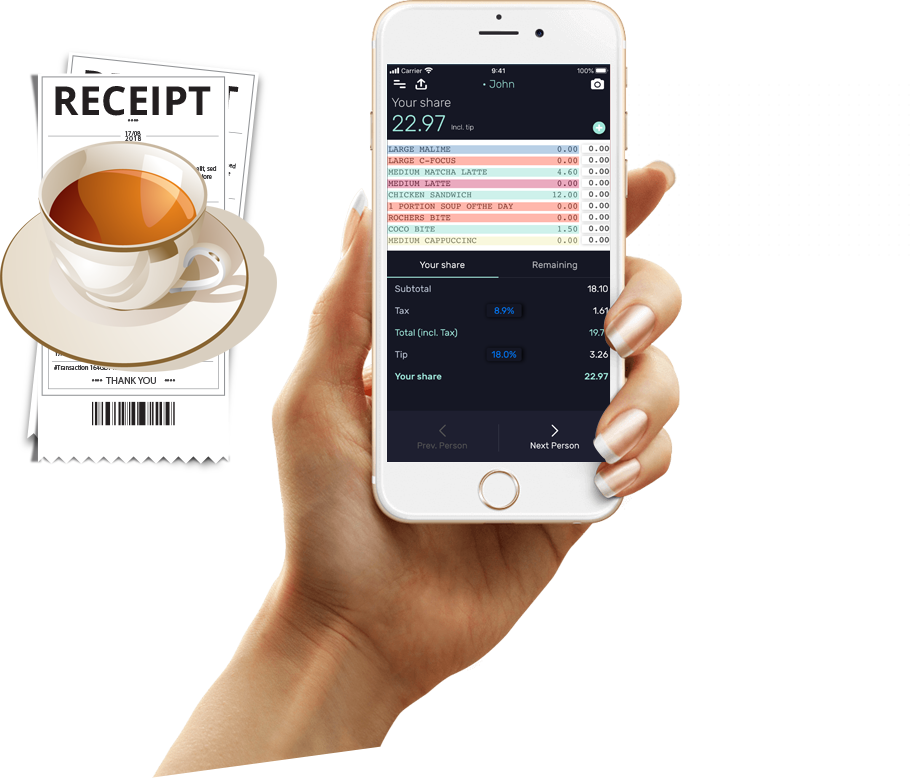 RECEIPT
17/08
2018
#Transaction
THANK YOU
Carrier 9:41 100%
• John
Your share
22.97 Incl. tip
LARGE MALIME 0.00 0.00
LARGE C-FOCUS 0.00 0.00
MEDIUM MATCHA LATTE 4.60 0.00
MEDIUM LATTE 0.00 0.00
CHICKEN SANDWICH 12.00 0.00
1 PORTION SOUP OFTHE DAY 0.00 0.00
ROCHERS BITE 0.00 0.00
COCO BITE 1.50 0.00
MEDIUM CAPPUCCINC 0.00 0.00
Your share Remaining
Subtotal 18.10
Tax 8.9% 1.61
Total (incl. Tax) 19.7
Tip 18.0% 3.26
Your share 22.97
Prev. Person Next Person